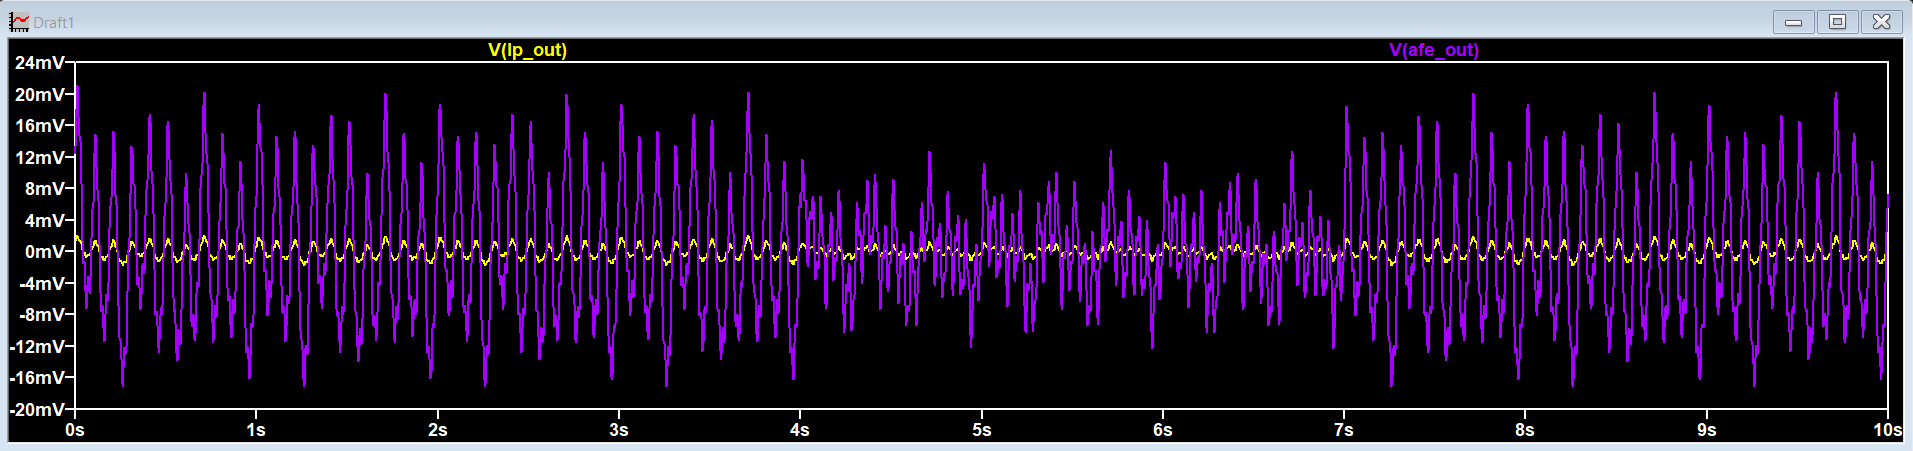 Draft1
V(lp_out) V(afe_out)
24mV
20mV
16mV
12mV
8mV
4mV
0mV
-4mV
-8mV
-12mV
-16mV
-20mV
0s 1s 2s 3s 4s 5s 6s 7s 8s 9s 10s